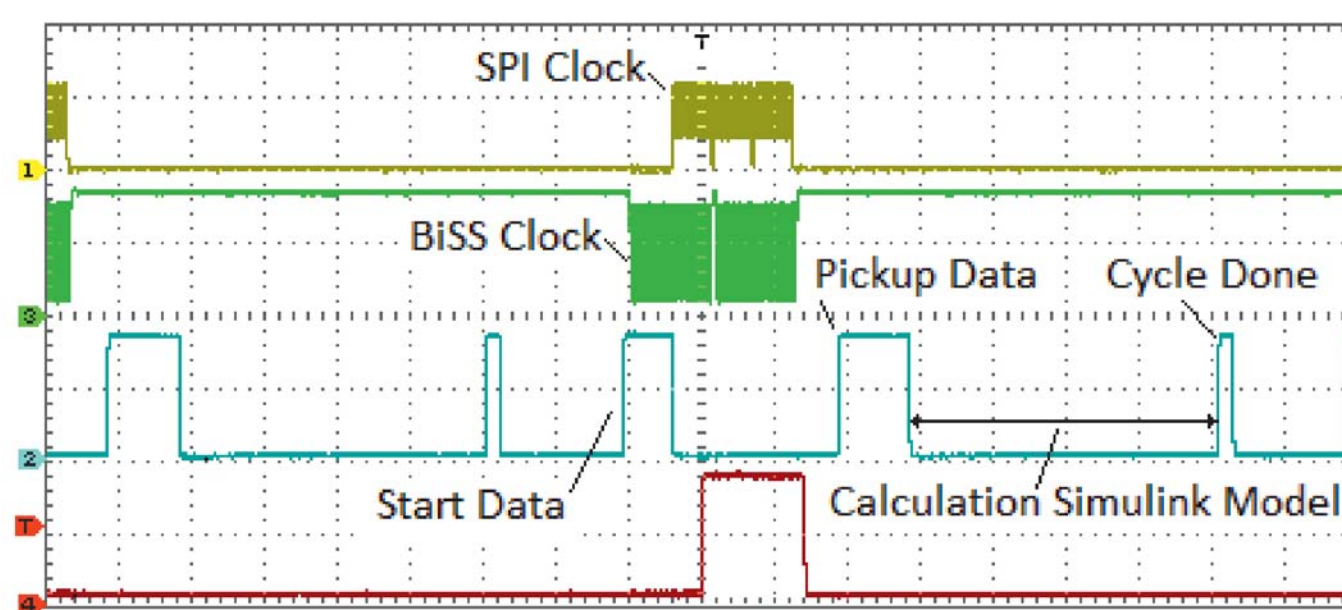 T
SPI Clock
1
BiSS Clock
Pickup Data
Cycle Done
3
2
Start Data
Calculation Simulink Model
T
4